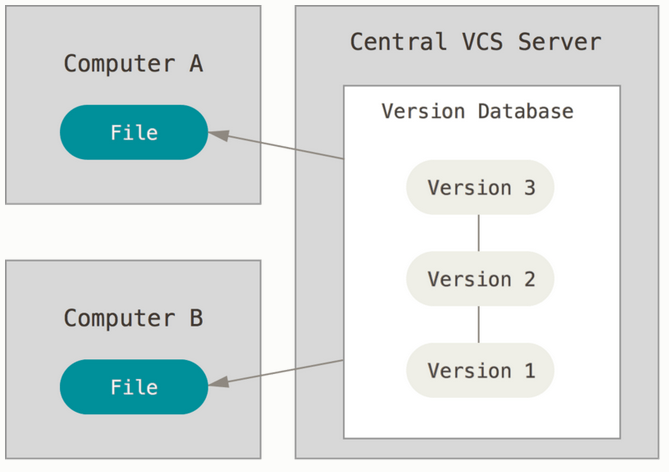 Computer A
File
Central VCS Server
Version Database
Version 3
Version 2
Version 1
Computer B
File